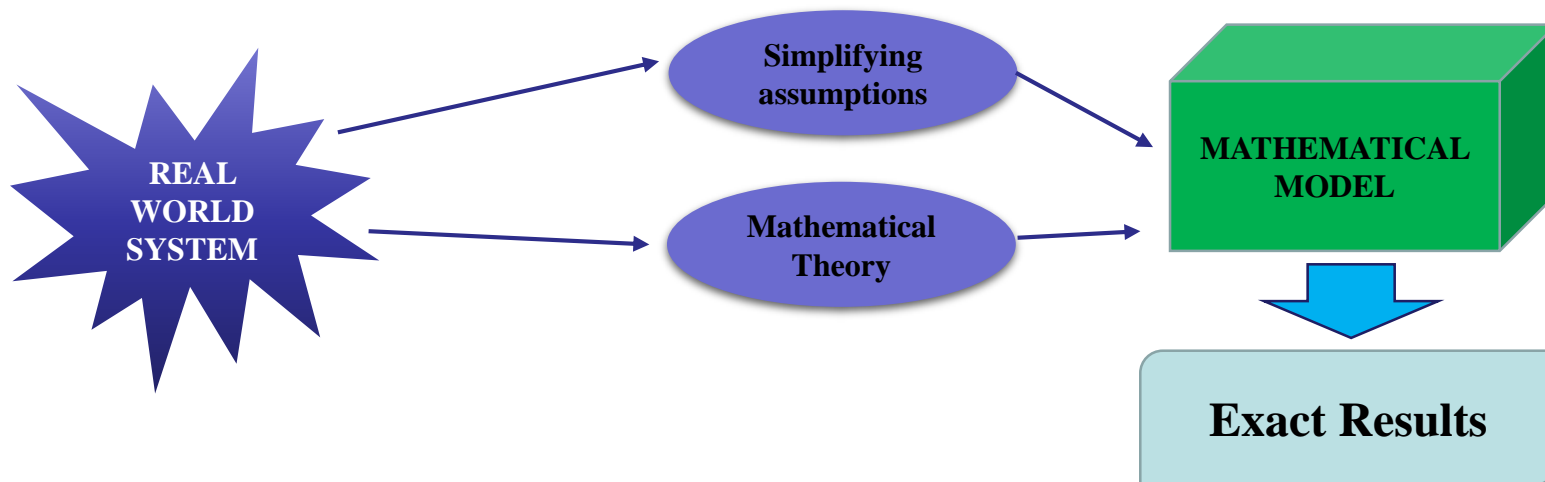 REAL
WORLD
SYSTEM
Simplifying
assumptions
Mathematical
Theory
MATHEMATICAL
MODEL
Exact Results